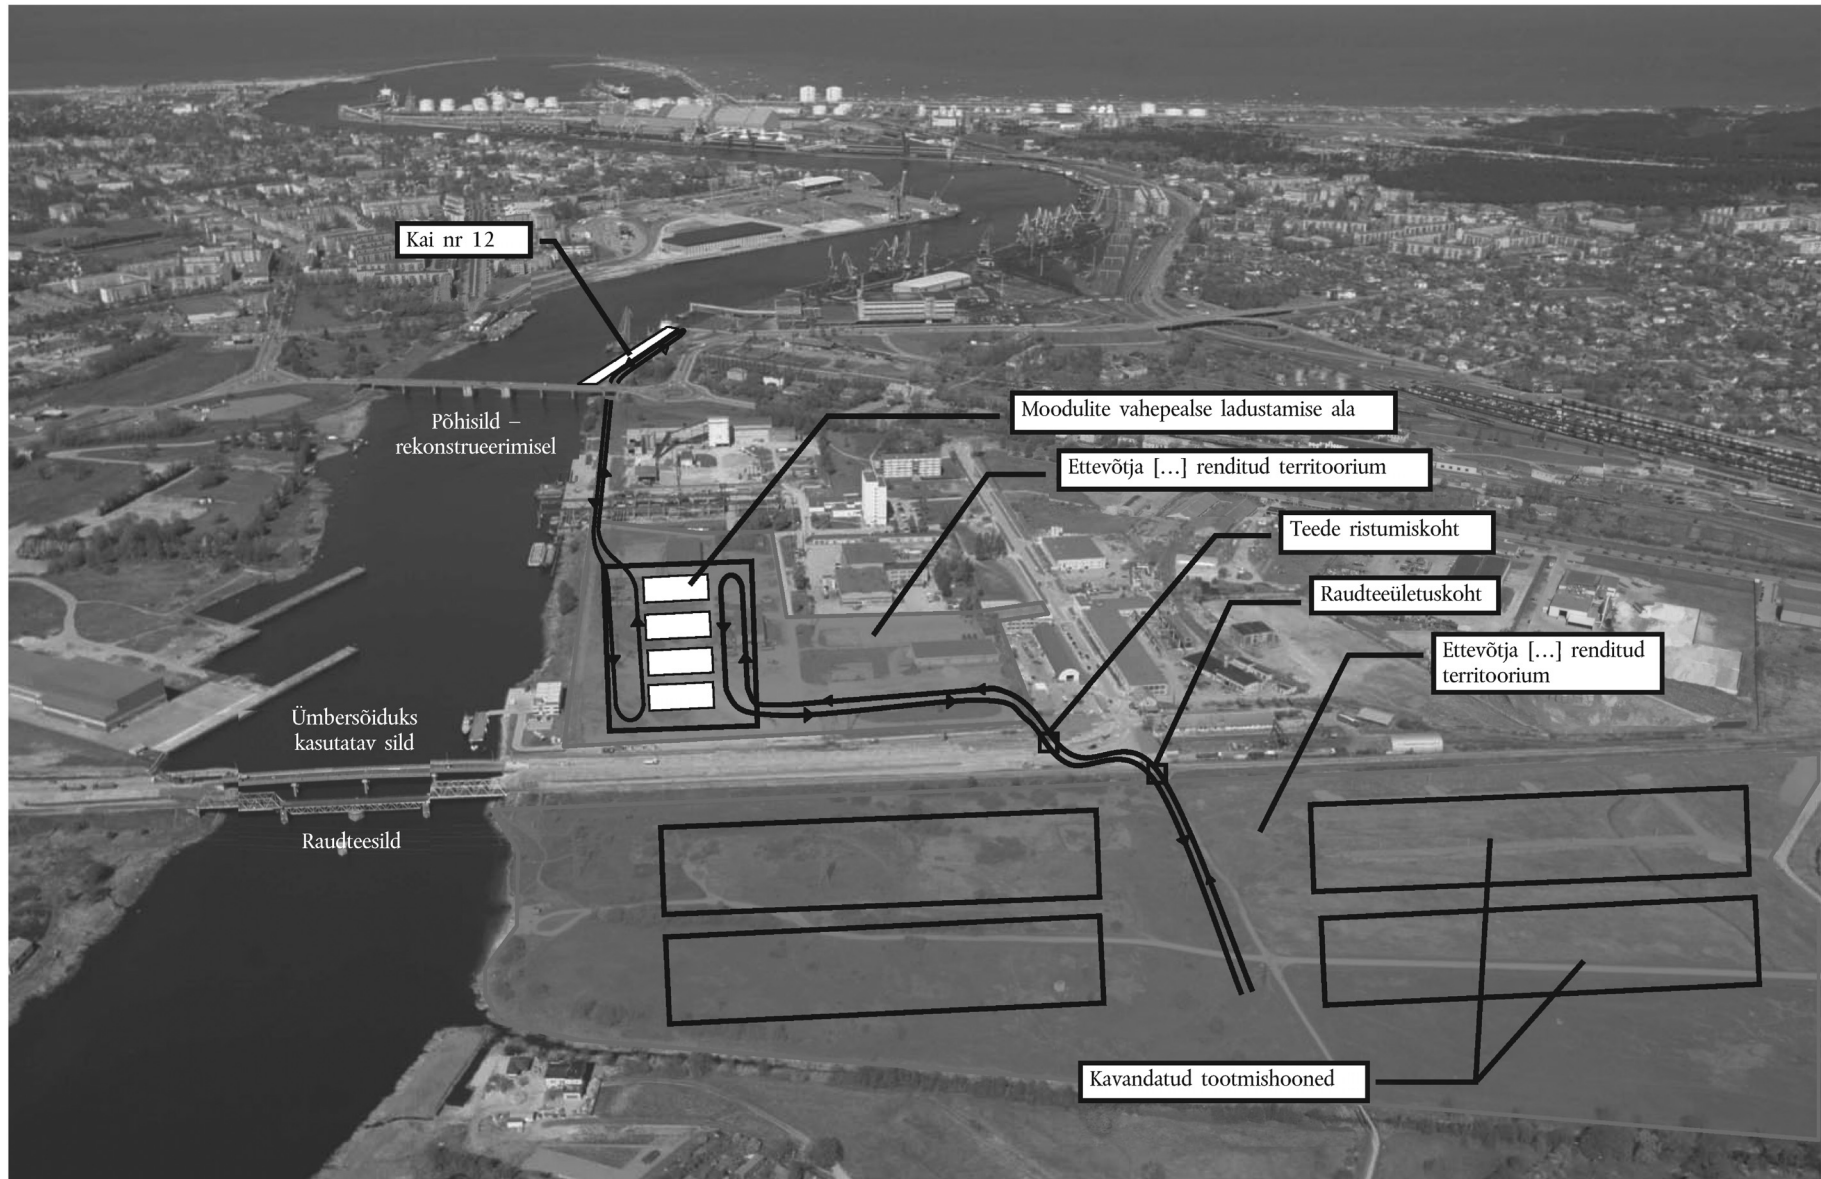 Kai nr 12
Moodulite vahepealse ladustamise ala
Põhisild –
rekonstrueerimisel
Ettevõtja [...] renditud territoorium
Teede ristumiskoht
Raudteeületuskoht
Ettevõtja [...] renditud
territoorium
Ümbersõiduks
kasutatav sild
Raudteesild
Kavandatud tootmishooned